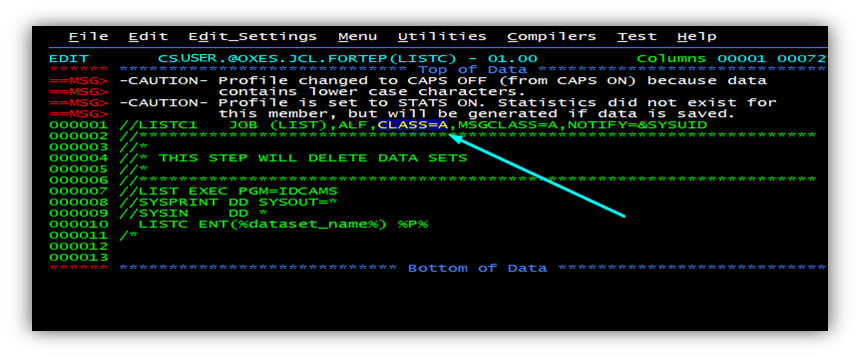 File Edit Edit_Settings Menu Utilities Compilers Test Help
EDIT CS.USER.@OXES.JCL.FORTEP(LISTC) - 01.00 Columns 00001 00072
****** ***************************** Top of Data *****************************
==MSG> -CAUTION- Profile changed to CAPS OFF (from CAPS ON) because data
==MSG> contains lower case characters.
==MSG> -CAUTION- Profile is set to STATS ON. Statistics did not exist for
==MSG> this member, but will be generated if data is saved.
000001 //LISTC1 JOB (LIST),ALF,CLASS=A,MSGCLASS=A,NOTIFY=&SYSUID
000002 //********************************************************************
000003 //*
000004 //* THIS STEP WILL DELETE DATA SETS
000005 //*
000006 //********************************************************************
000007 //LIST EXEC PGM=IDCAMS
000008 //SYSPRINT DD SYSOUT=*
000009 //SYSIN DD *
000010 LISTC ENT(%dataset_name%) %P%
000011 /*
000012
000013
****** **************************** Bottom of Data ***************************